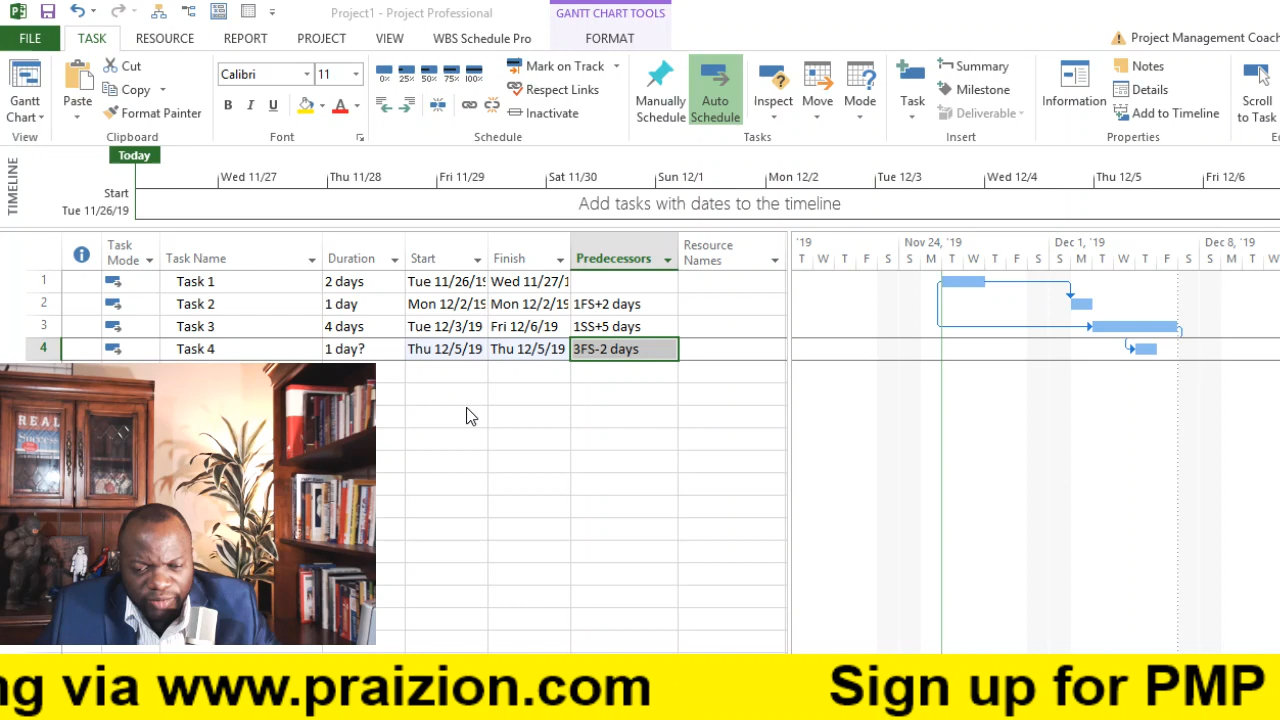 Project1 - Project Professional
GANTT CHART TOOLS
FILE TASK RESOURCE REPORT PROJECT VIEW WBS Schedule Pro FORMAT Project Management Coach
Gantt Chart
View
Paste
Cut
Copy
Format Painter
Clipboard
Calibri 11
B I U A
Font
0% 25% 50% 75% 100%
Mark on Track
Respect Links
Inactivate
Schedule
Manually Schedule
Auto Schedule
Inspect
Move
Mode
Tasks
Task
Summary
Milestone
Deliverable
Insert
Information
Notes
Details
Add to Timeline
Properties
Scroll to Task
TIMELINE
Today
Wed 11/27 Thu 11/28 Fri 11/29 Sat 11/30 Sun 12/1 Mon 12/2 Tue 12/3 Wed 12/4 Thu 12/5 Fri 12/6
Start
Tue 11/26/19
Add tasks with dates to the timeline
Task Mode Task Name Duration Start Finish Predecessors Resource Names
'19 Nov 24, '19 Dec 1, '19 Dec 8, '19
T W T F S S M T W T F S S M T W T F S S M T W
1 Task 1 2 days Tue 11/26/19 Wed 11/27/1
2 Task 2 1 day Mon 12/2/19 Mon 12/2/19 1FS+2 days
3 Task 3 4 days Tue 12/3/19 Fri 12/6/19 1SS+5 days
4 Task 4 1 day? Thu 12/5/19 Thu 12/5/19 3FS-2 days
REAL
Success
ng via www.praizion.com Sign up for PMP